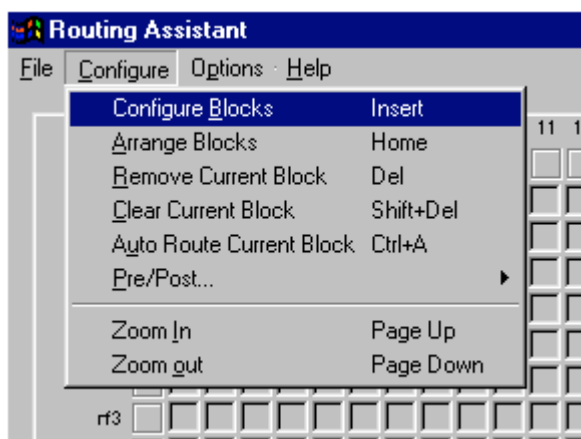 Routing Assistant
File Configure Options Help
Configure Blocks Insert
11 1
Arrange Blocks Home
Remove Current Block Del
Clear Current Block Shift+Del
Auto Route Current Block Ctrl+A
Pre/Post...
Zoom In Page Up
Zoom out Page Down
rf3